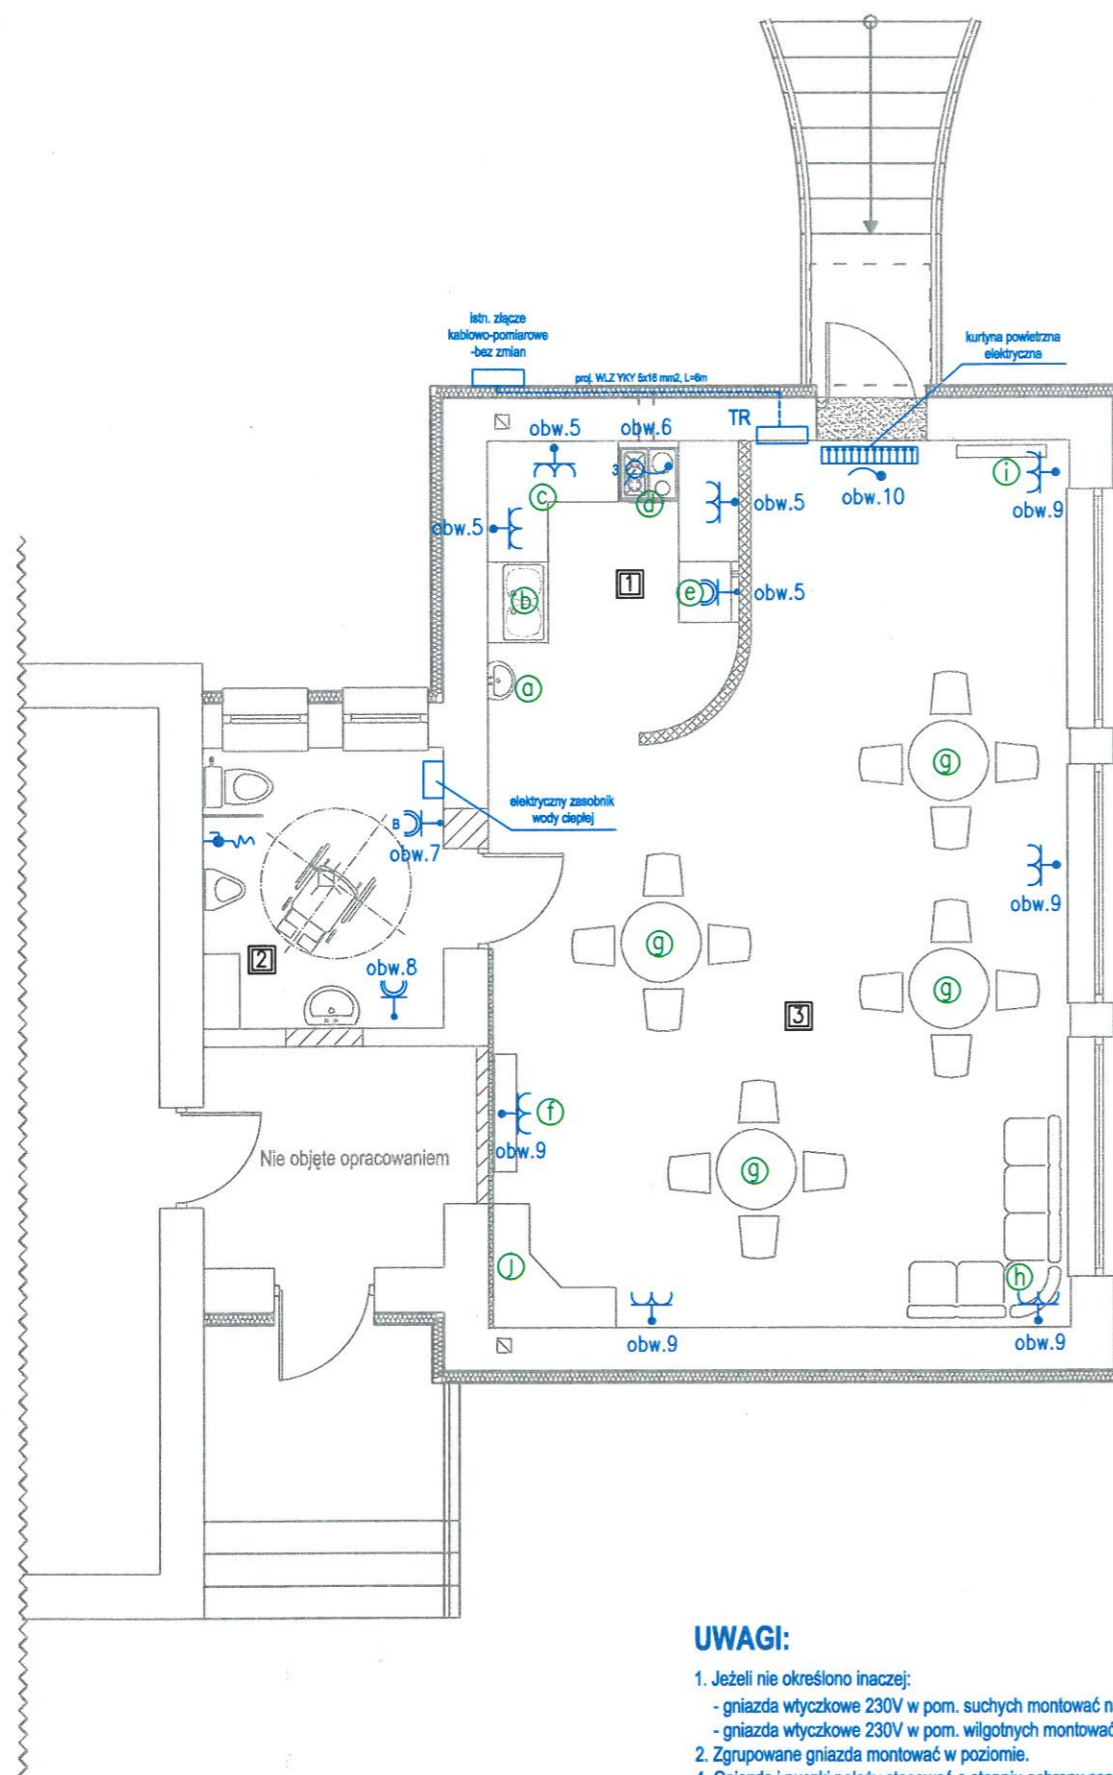 istn. złącze
kablowo-pomiarowe
-bez zmian
proj. WLZ YKY 5x16 mm2, L=6m
kurtyna powietrzna
elektryczna
TR
obw.5
obw.6
3
i
c
d
obw.10
obw.9
obw.5
obw.5
1
b
e
obw.5
a
g
elektryczny zasobnik
wody ciepłej
B
obw.7
obw.9
g
2
obw.8
g
3
f
obw.9
Nie objęte opracowaniem
g
j
h
obw.9
obw.9
UWAGI:
1. Jeżeli nie określono inaczej:
- gniazda wtyczkowe 230V w pom. suchych montować n
- gniazda wtyczkowe 230V w pom. wilgotnych montować
2. Zgrupowane gniazda montować w poziomie.